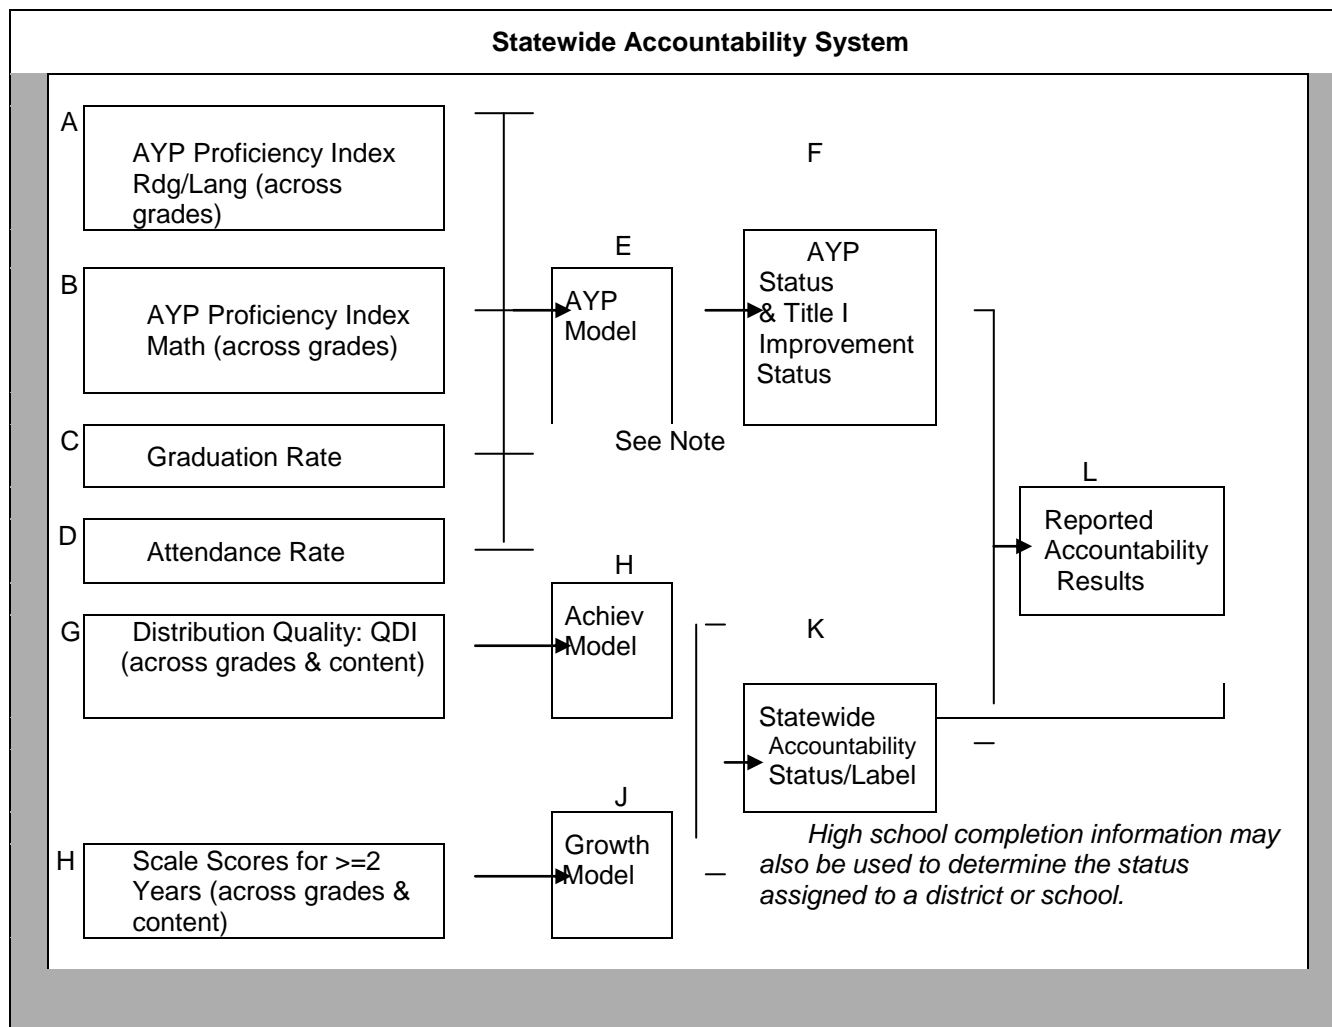 Statewide Accountability System
A
AYP Proficiency Index
Rdg/Lang (across
grades)
F
E
AYP
Status
& Title I
Improvement
Status
B
AYP Proficiency Index
Math (across grades)
AYP
Model
See Note
C
Graduation Rate
L
Reported
Accountability
Results
D
Attendance Rate
H
Achiev
Model
G
Distribution Quality: QDI
(across grades & content)
K
Statewide
Accountability
Status/Label
J
Growth
Model
H
Scale Scores for >=2
Years (across grades &
content)
High school completion information may
also be used to determine the status
assigned to a district or school.